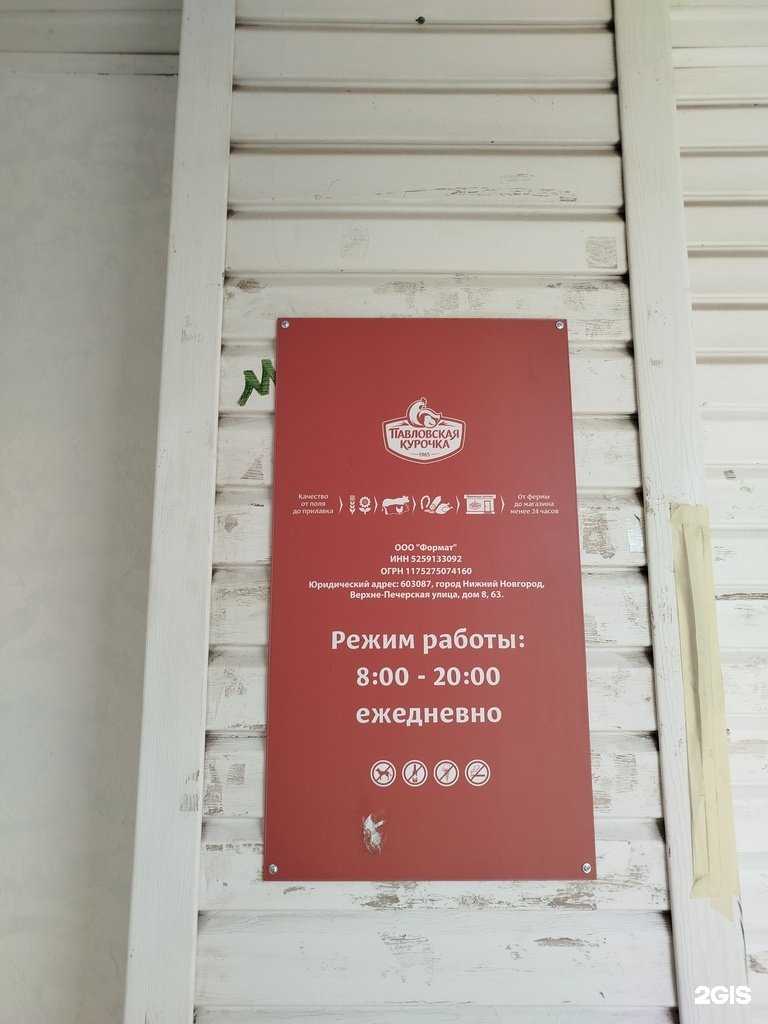 ПАВЛОВСКАЯ
КУРОЧКА
1965
Качество
от поля
до прилавка
От фермы
до магазина
менее 24 часов
ООО "Формат"
ИНН 5259133092
ОГРН 1175275074160
Юридический адрес: 603087, город Нижний Новгород,
Верхне-Печерская улица, дом 8, 63.
Режим работы:
8:00 - 20:00
ежедневно
2GIS